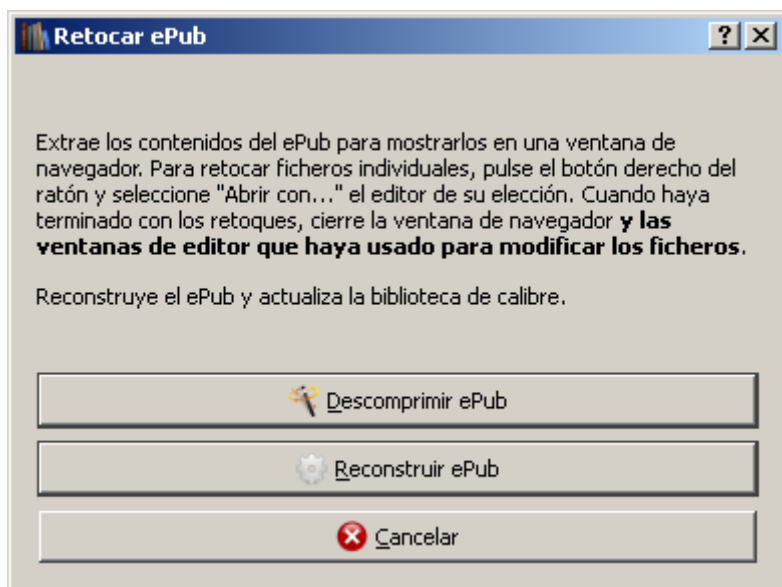 Retocar ePub
Extrae los contenidos del ePub para mostrarlos en una ventana de
navegador. Para retocar ficheros individuales, pulse el botón derecho del
ratón y seleccione "Abrir con..." el editor de su elección. Cuando haya
terminado con los retoques, cierre la ventana de navegador y las
ventanas de editor que haya usado para modificar los ficheros.
Reconstruye el ePub y actualiza la biblioteca de calibre.
Descomprimir ePub
Reconstruir ePub
Cancelar